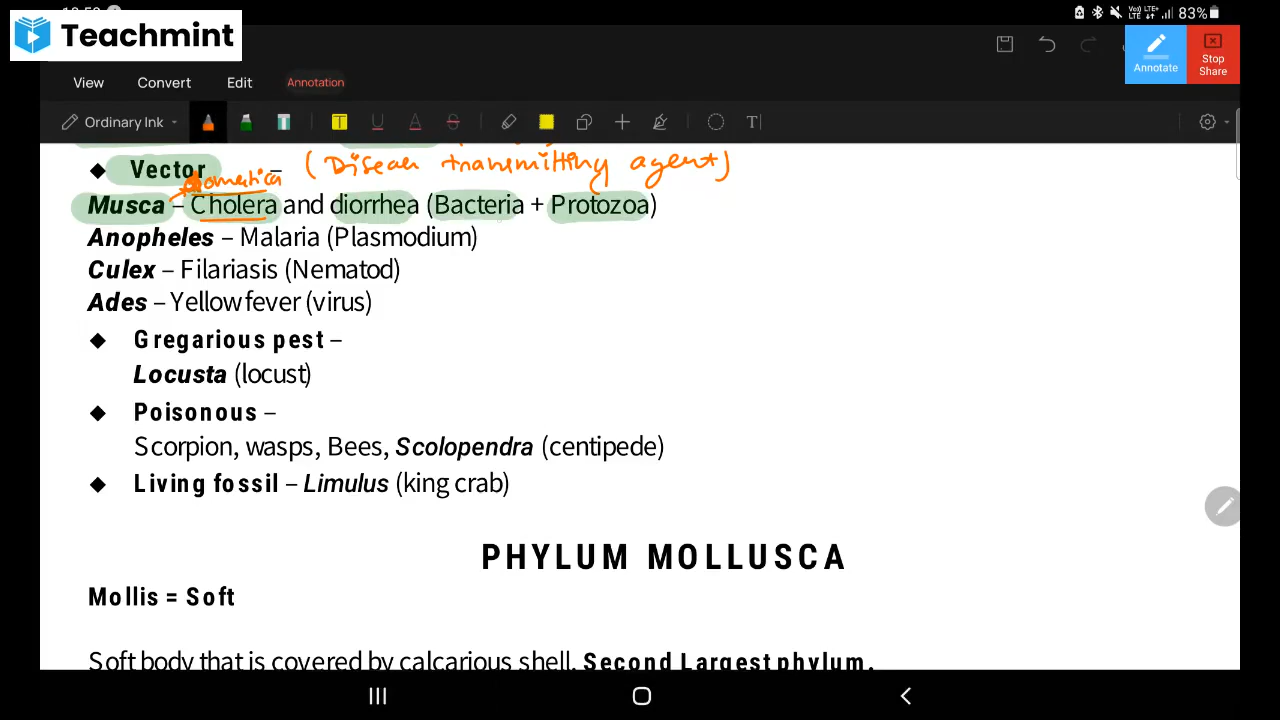 83%
Teachmint
Annotate
Stop
Share
View Convert Edit Annotation
Ordinary Ink
◆ Vector – (Disease transmitting agent)
domestica
Musca – Cholera and diorrhea (Bacteria + Protozoa)
Anopheles – Malaria (Plasmodium)
Culex – Filariasis (Nematod)
Ades – Yellow fever (virus)
◆ Gregarious pest –
Locusta (locust)
◆ Poisonous –
Scorpion, wasps, Bees, Scolopendra (centipede)
◆ Living fossil – Limulus (king crab)
PHYLUM MOLLUSCA
Mollis = Soft
Soft body that is covered by calcarious shell. Second Largest phylum.